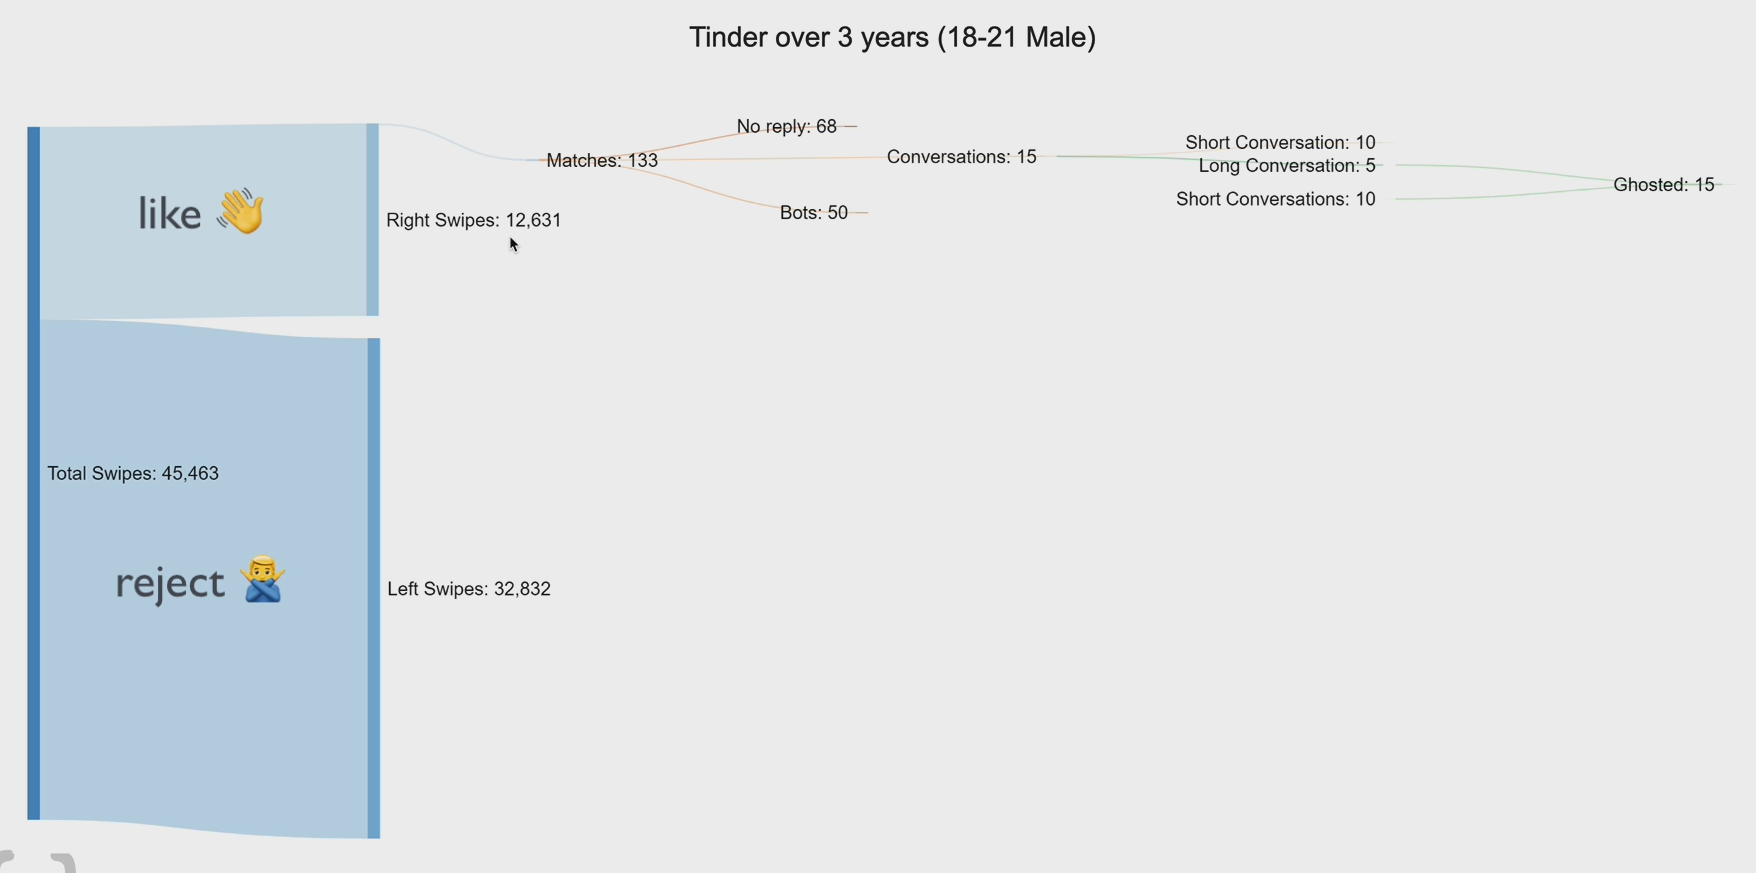 Tinder over 3 years (18-21 Male)
like
Right Swipes: 12,631
Matches: 133
No reply: 68
Conversations: 15
Bots: 50
Short Conversation: 10
Long Conversation: 5
Short Conversations: 10
Ghosted: 15
Total Swipes: 45,463
reject
Left Swipes: 32,832